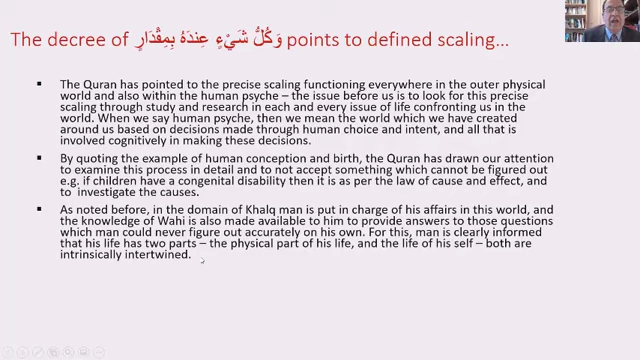 The decree of وَكُلُّ شَيْءٍ عِندَهُ بِمِقْدَارٍ points to defined scaling...
▪ The Quran has pointed to the precise scaling functioning everywhere in the outer physical
world and also within the human psyche – the issue before us is to look for this precise
scaling through study and research in each and every issue of life confronting us in the
world. When we say human psyche, then we mean the world which we have created
around us based on decisions made through human choice and intent, and all that is
involved cognitively in making these decisions.
▪ By quoting the example of human conception and birth, the Quran has drawn our attention
to examine this process in detail and to not accept something which cannot be figured out
e.g. if children have a congenital disability then it is as per the law of cause and effect, and
to investigate the causes.
▪ As noted before, in the domain of Khalq man is put in charge of his affairs in this world, and
the knowledge of Wahi is also made available to him to provide answers to those questions
which man could never figure out accurately on his own. For this, man is clearly informed
that his life has two parts – the physical part of his life, and the life of his self – both are
intrinsically intertwined.